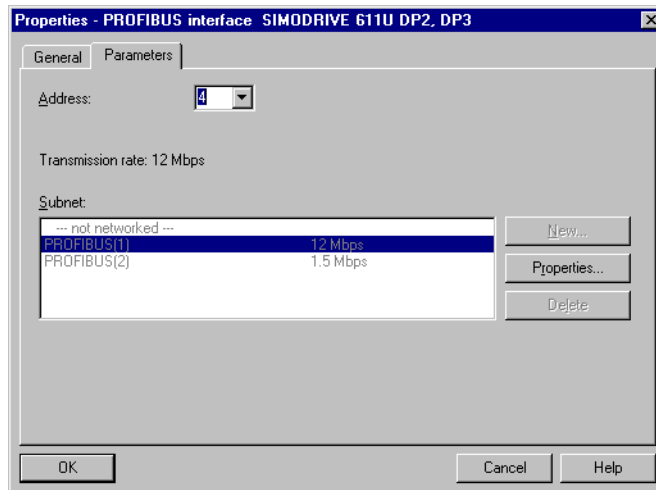 Properties - PROFIBUS interface  SIMODRIVE 611U DP2, DP3
General Parameters
Address: 4
Transmission rate: 12 Mbps
Subnet:
--- not networked ---
New...
PROFIBUS(1) 12 Mbps
PROFIBUS(2) 1.5 Mbps
Properties...
Delete
OK Cancel Help